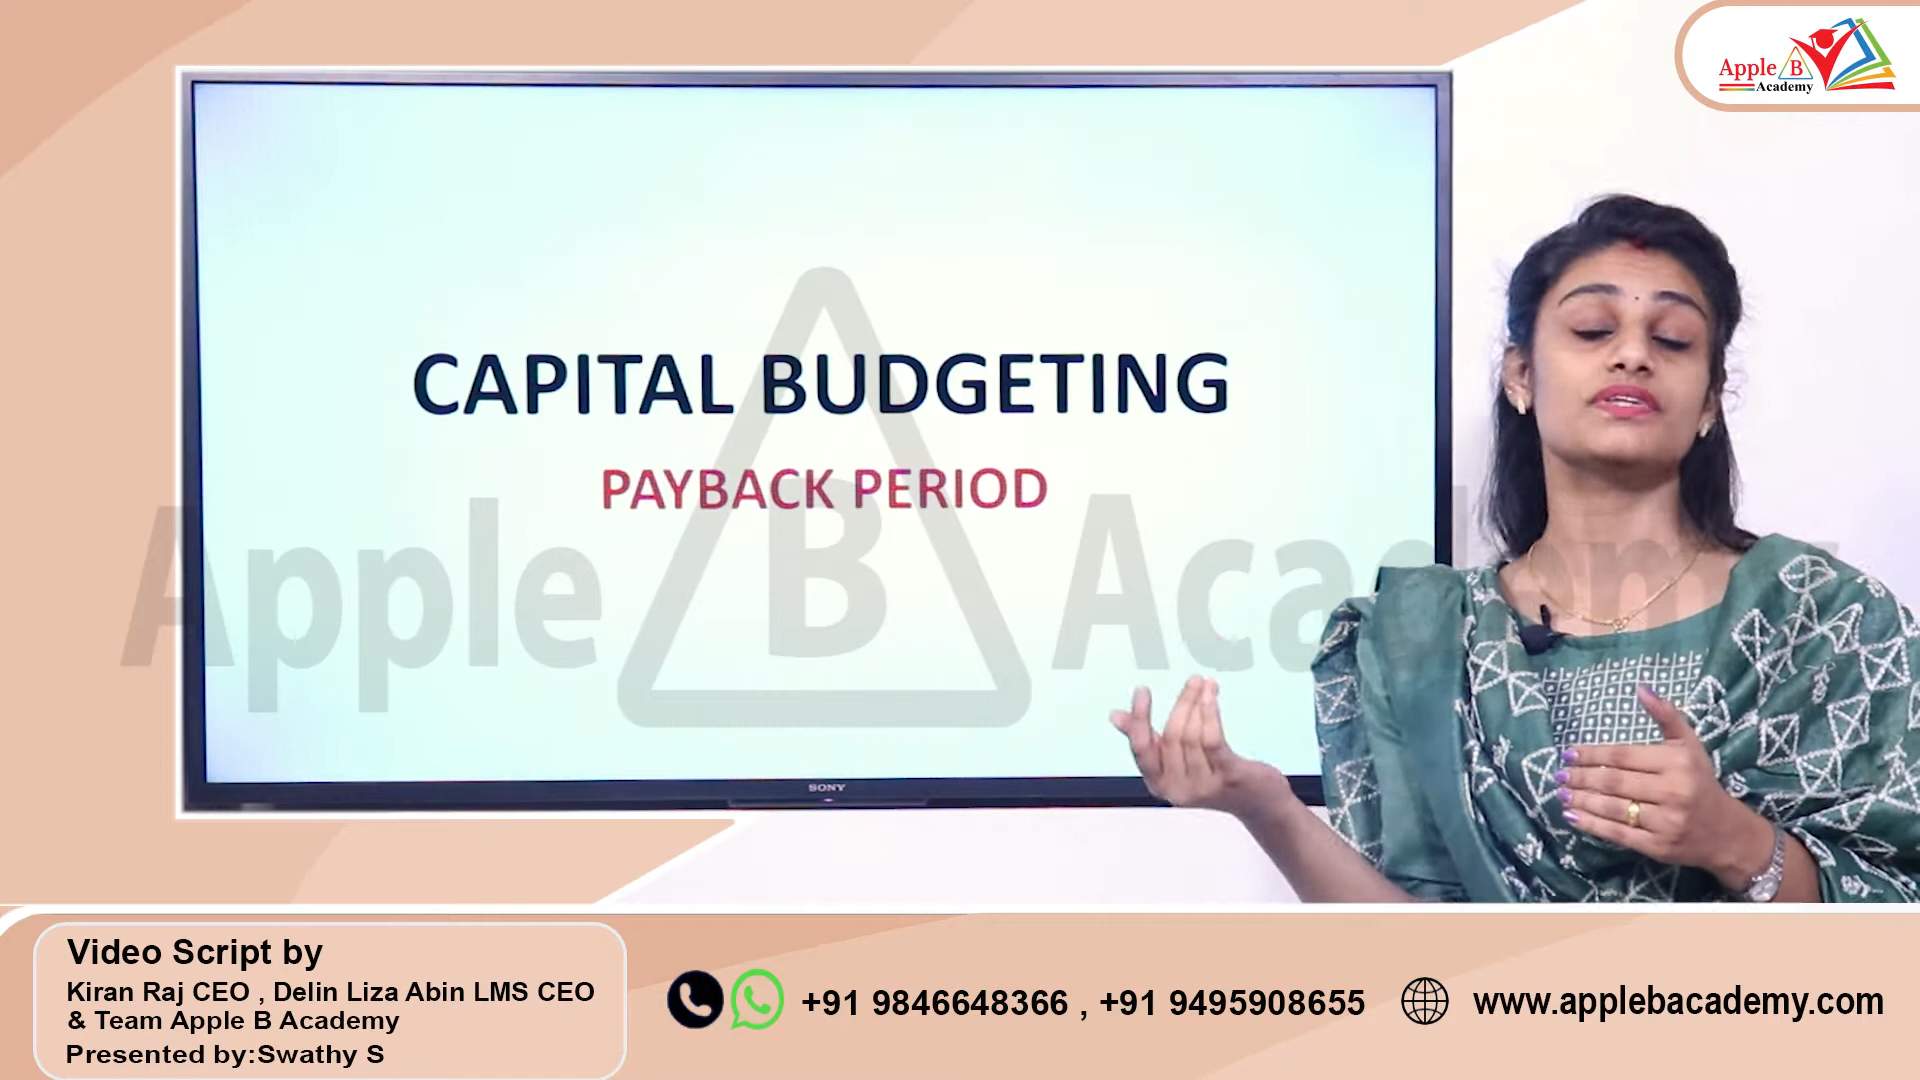 Apple B
Academy
CAPITAL BUDGETING
PAYBACK PERIOD
Apple B Academy
SONY
Video Script by
Kiran Raj CEO , Delin Liza Abin LMS CEO
& Team Apple B Academy
Presented by:Swathy S
+91 9846648366 , +91 9495908655
www.applebacademy.com